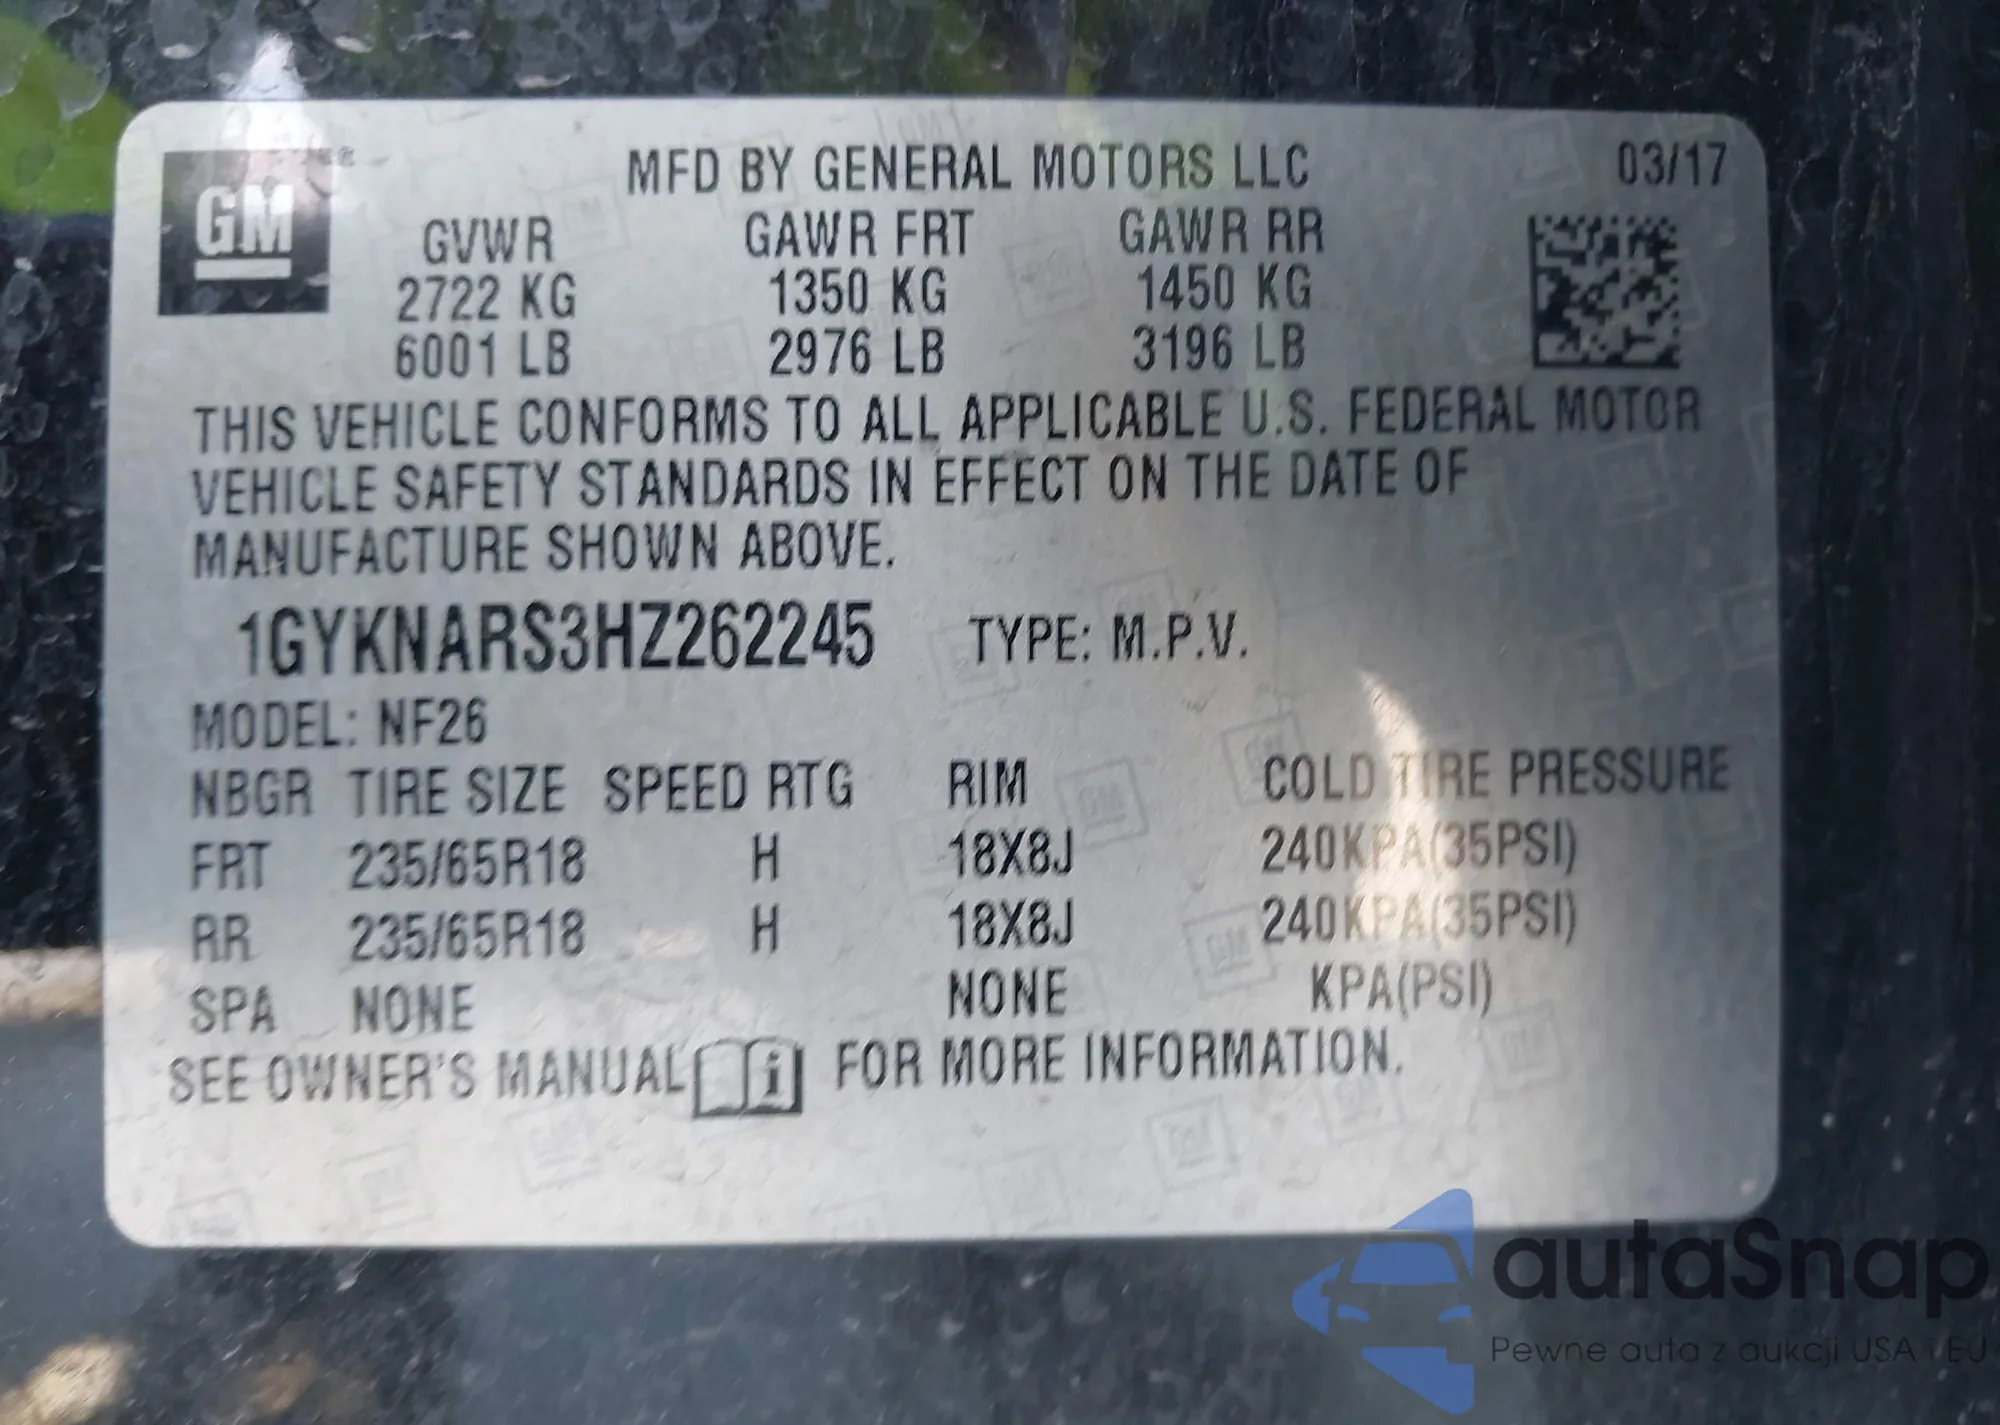 GM
MFD BY GENERAL MOTORS LLC 03/17
GVWR GAWR FRT GAWR RR
2722 KG 1350 KG 1450 KG
6001 LB 2976 LB 3196 LB
THIS VEHICLE CONFORMS TO ALL APPLICABLE U.S. FEDERAL MOTOR
VEHICLE SAFETY STANDARDS IN EFFECT ON THE DATE OF
MANUFACTURE SHOWN ABOVE.
1GYKNARS3HZ262245 TYPE: M.P.V.
MODEL: NF26
NBGR TIRE SIZE SPEED RTG RIM COLD TIRE PRESSURE
FRT 235/65R18 H 18X8J 240KPA(35PSI)
RR 235/65R18 H 18X8J 240KPA(35PSI)
SPA NONE NONE KPA(PSI)
SEE OWNER'S MANUAL i FOR MORE INFORMATION.
autaSnap
Pewne auta z aukcji USA i EU